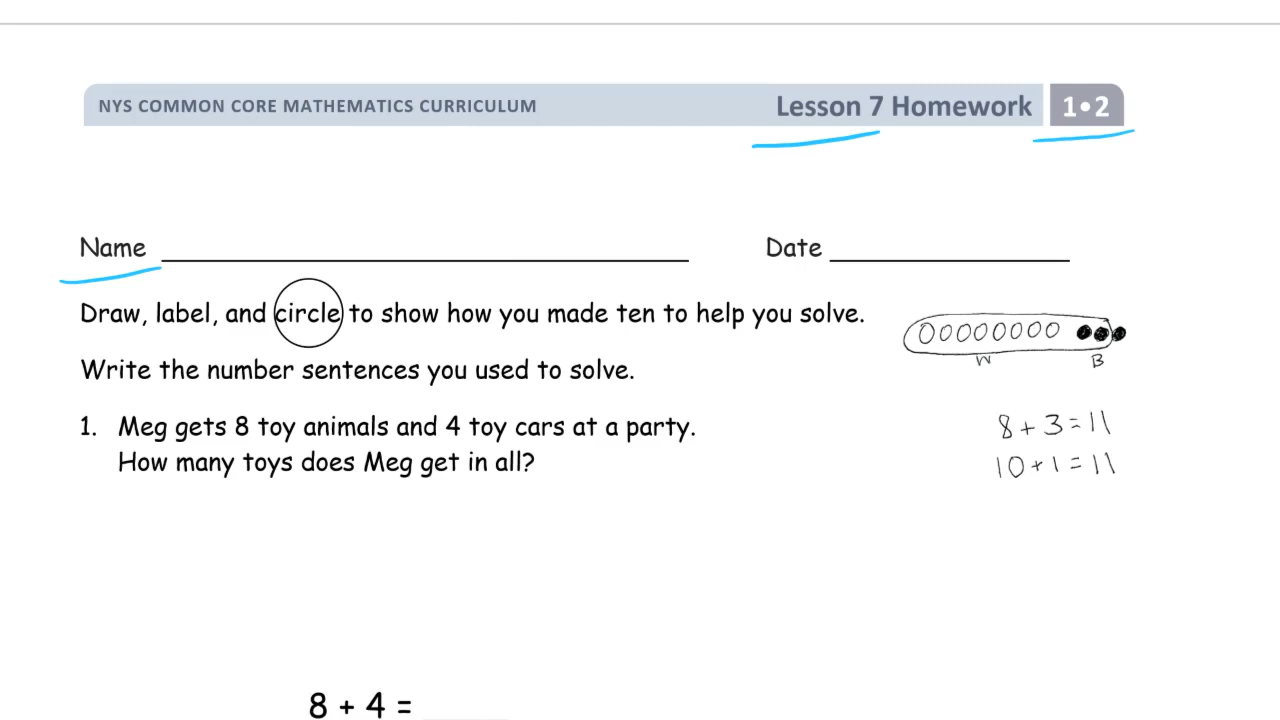 NYS COMMON CORE MATHEMATICS CURRICULUM Lesson 7 Homework 1•2
Name Date
Draw, label, and circle to show how you made ten to help you solve.
Write the number sentences you used to solve.
W B
1. Meg gets 8 toy animals and 4 toy cars at a party.
How many toys does Meg get in all?
8 + 3 = 11
10 + 1 = 11
8 + 4 = ____